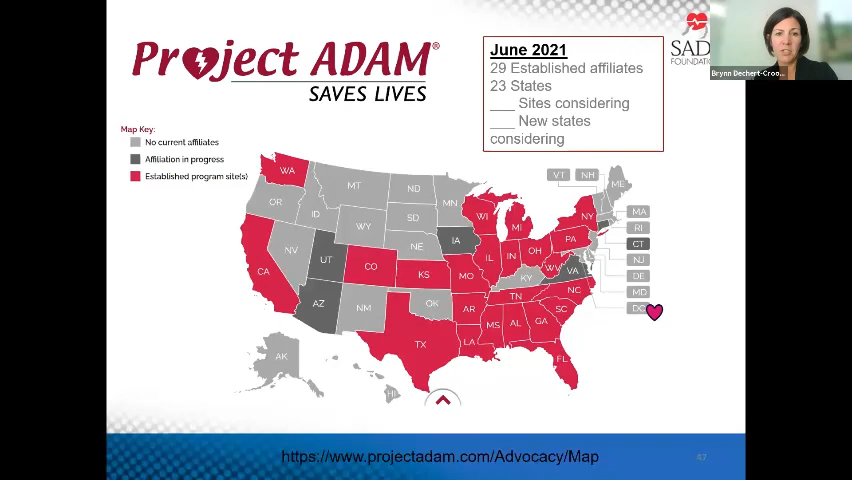 Project ADAM®
SAVES LIVES
June 2021
29 Established affiliates
23 States
___ Sites considering
___ New states
considering
SAD
FOUNDATION
Brynn Dechert-Croo...
Map Key:
No current affiliates
Affiliation in progress
Established program site(s)
WA
MT
ND
MN
VT
NH
ME
OR
ID
WY
SD
WI
MI
NY
MA
RI
CT
NJ
DE
MD
DC
NV
UT
CO
NE
IA
IL
IN
OH
PA
WV
VA
CA
AZ
NM
KS
MO
KY
OK
AR
TN
NC
SC
TX
LA
MS
AL
GA
FL
AK
HI
https://www.projectadam.com/Advocacy/Map
47